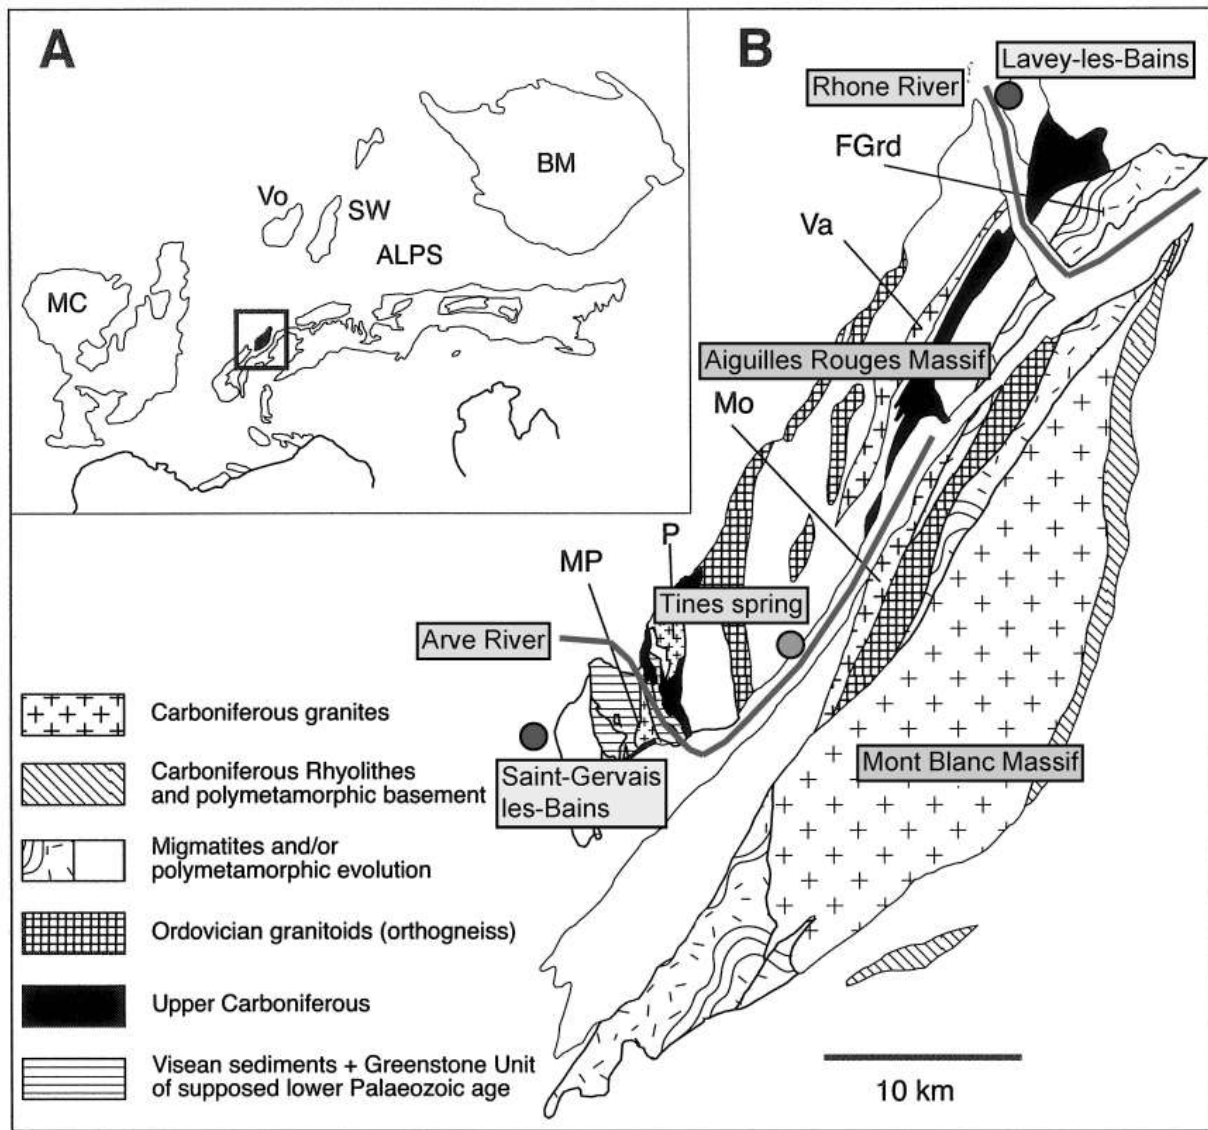 A
BM
Vo
SW
ALPS
MC
B
Lavey-les-Bains
Rhone River
FGrd
Va
Aiguilles Rouges Massif
Mo
P
MP
Tines spring
Arve River
Saint-Gervais
les-Bains
Mont Blanc Massif
Carboniferous granites
Carboniferous Rhyolithes
and polymetamorphic basement
Migmatites and/or
polymetamorphic evolution
Ordovician granitoids (orthogneiss)
Upper Carboniferous
Visean sediments + Greenstone Unit
of supposed lower Palaeozoic age
10 km